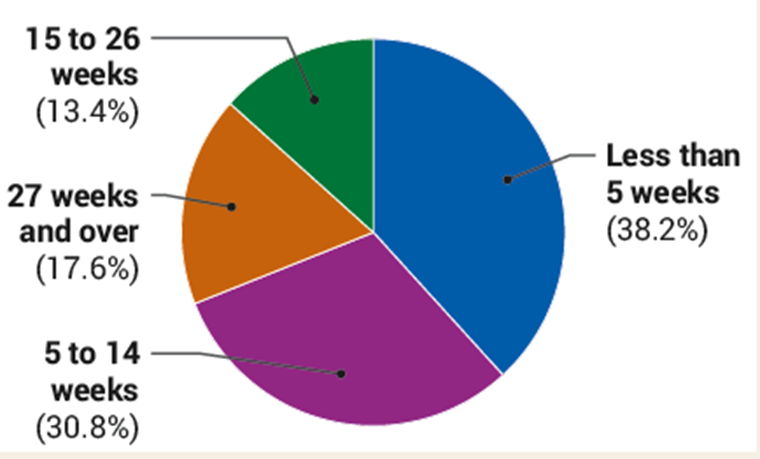 15 to 26
weeks
(13.4%)
27 weeks
and over
(17.6%)
5 to 14
weeks
(30.8%)
Less than
5 weeks
(38.2%)